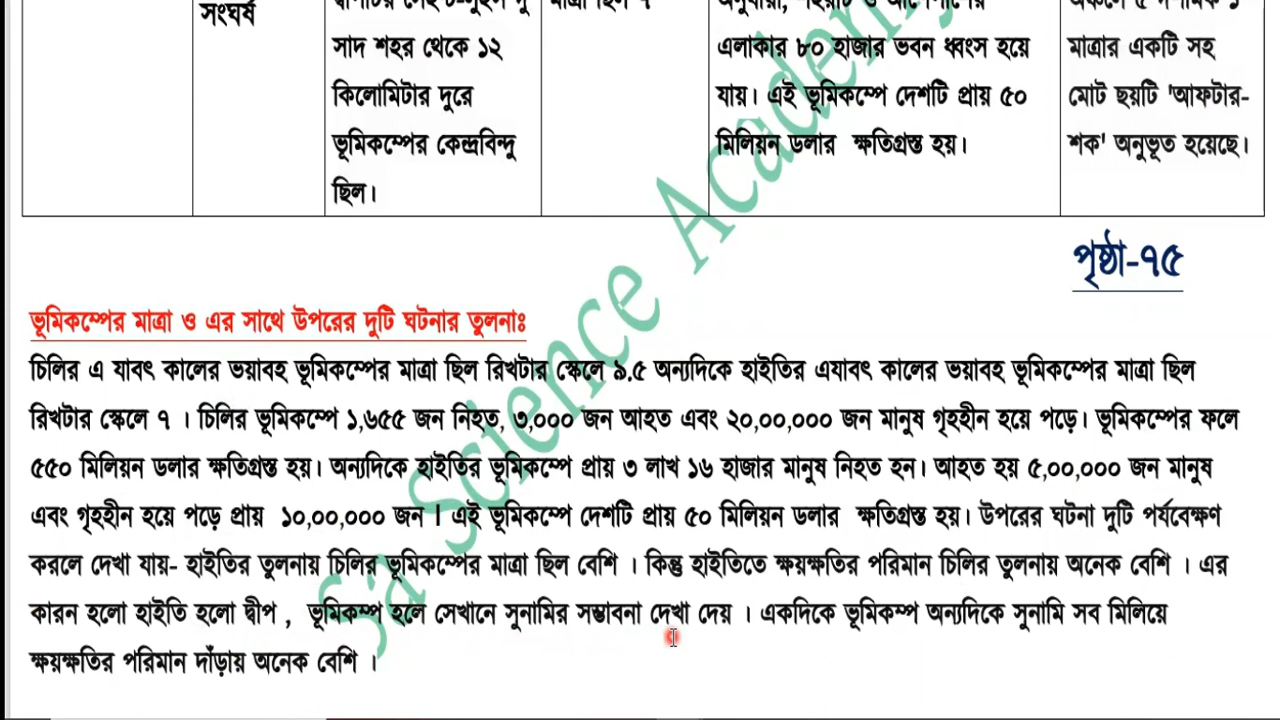 সংঘর্ষ
সাদ শহর থেকে ১২
কিলোমিটার দুরে
ভূমিকম্পের কেন্দ্রবিন্দু
ছিল।
এলাকার ৮০ হাজার ভবন ধ্বংস হয়ে
যায়। এই ভূমিকম্পে দেশটি প্রায় ৫০
মিলিয়ন ডলার ক্ষতিগ্রস্ত হয়।
মাত্রার একটি সহ
মোট ছয়টি 'আফটার-
শক' অনুভূত হয়েছে।
পৃষ্ঠা-৭৫
ভূমিকম্পের মাত্রা ও এর সাথে উপরের দুটি ঘটনার তুলনাঃ
চিলির এ যাবৎ কালের ভয়াবহ ভূমিকম্পের মাত্রা ছিল রিখটার স্কেলে ৯.৫ অন্যদিকে হাইতির এযাবৎ কালের ভয়াবহ ভূমিকম্পের মাত্রা ছিল
রিখটার স্কেলে ৭ । চিলির ভূমিকম্পে ১,৬৫৫ জন নিহত, ৩,০০০ জন আহত এবং ২০,০০,০০০ জন মানুষ গৃহহীন হয়ে পড়ে। ভূমিকম্পের ফলে
৫৫০ মিলিয়ন ডলার ক্ষতিগ্রস্ত হয়। অন্যদিকে হাইতির ভূমিকম্পে প্রায় ৩ লাখ ১৬ হাজার মানুষ নিহত হন। আহত হয় ৫,০০,০০০ জন মানুষ
এবং গৃহহীন হয়ে পড়ে প্রায় ১০,০০,০০০ জন । এই ভূমিকম্পে দেশটি প্রায় ৫০ মিলিয়ন ডলার ক্ষতিগ্রস্ত হয়। উপরের ঘটনা দুটি পর্যবেক্ষণ
করলে দেখা যায়- হাইতির তুলনায় চিলির ভূমিকম্পের মাত্রা ছিল বেশি । কিন্তু হাইতিতে ক্ষয়ক্ষতির পরিমান চিলির তুলনায় অনেক বেশি । এর
কারন হলো হাইতি হলো দ্বীপ , ভূমিকম্প হলে সেখানে সুনামির সম্ভাবনা দেখা দেয় । একদিকে ভূমিকম্প অন্যদিকে সুনামি সব মিলিয়ে
ক্ষয়ক্ষতির পরিমান দাঁড়ায় অনেক বেশি ।
Sa Science Academy